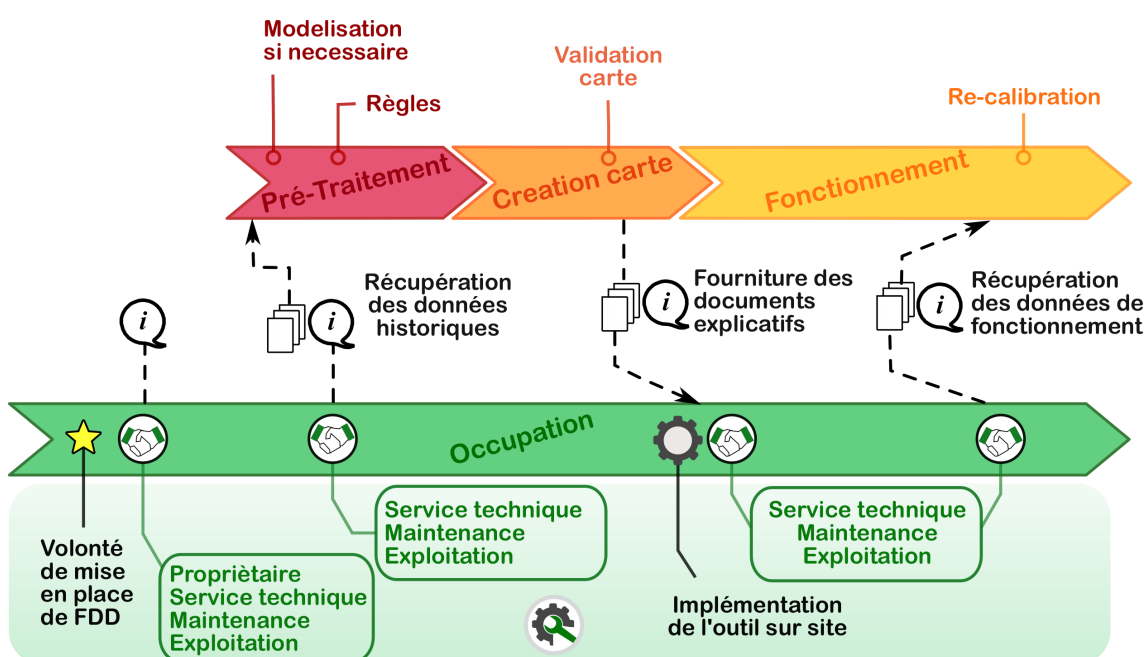 Modelisation
si necessaire
Règles
Validation
carte
Re-calibration
Pré-Traitement
Creation carte
Fonctionnement
Récupération
des données
historiques
Fourniture des
documents
explicatifs
Récupération
des données de
fonctionnement
i
i
i
i
Occupation
Volonté
de mise
en place
de FDD
Propriètaire
Service technique
Maintenance
Exploitation
Service technique
Maintenance
Exploitation
Implémentation
de l'outil sur site
Service technique
Maintenance
Exploitation